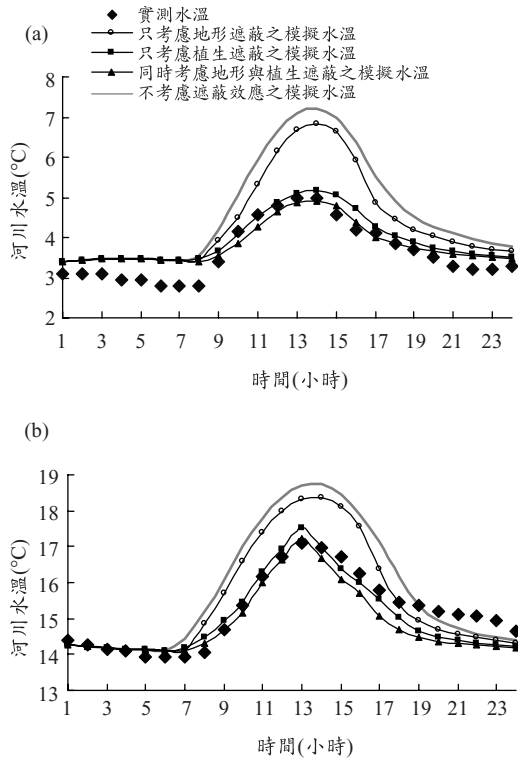 (a)
實測水溫
只考慮地形遮蔽之模擬水溫
只考慮植生遮蔽之模擬水溫
同時考慮地形與植生遮蔽之模擬水溫
不考慮遮蔽效應之模擬水溫
河川水溫(°C)
8
7
6
5
4
3
2
1 3 5 7 9 11 13 15 17 19 21 23
時間(小時)
(b)
河川水溫(°C)
19
18
17
16
15
14
13
1 3 5 7 9 11 13 15 17 19 21 23
時間(小時)